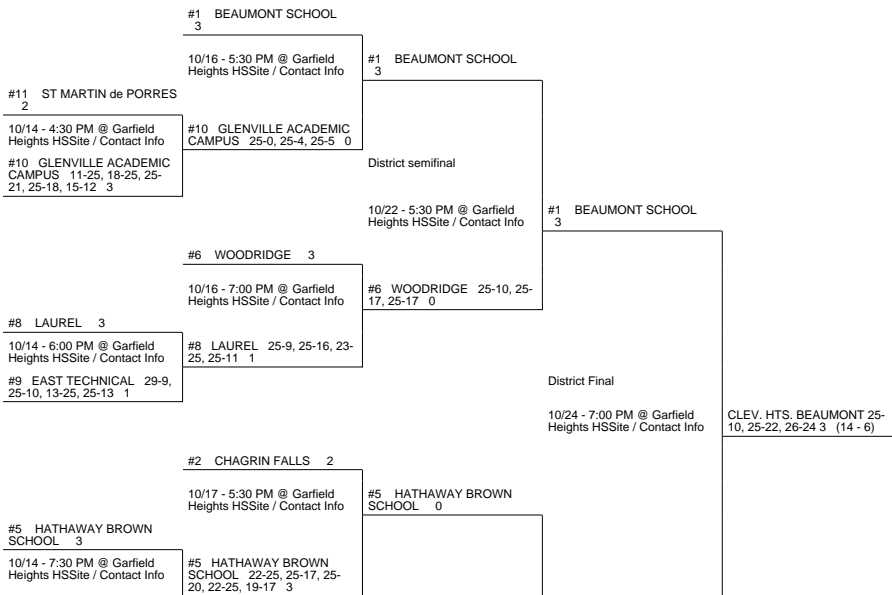 #1 BEAUMONT SCHOOL
3
10/16 - 5:30 PM @ Garfield
Heights HSSite / Contact Info
#1 BEAUMONT SCHOOL
3
#11 ST MARTIN de PORRES
2
10/14 - 4:30 PM @ Garfield
Heights HSSite / Contact Info
#10 GLENVILLE ACADEMIC
CAMPUS 25-0, 25-4, 25-5 0
#10 GLENVILLE ACADEMIC
CAMPUS 11-25, 18-25, 25-
21, 25-18, 15-12 3
District semifinal
10/22 - 5:30 PM @ Garfield
Heights HSSite / Contact Info
#1 BEAUMONT SCHOOL
3
#6 WOODRIDGE 3
10/16 - 7:00 PM @ Garfield
Heights HSSite / Contact Info
#6 WOODRIDGE 25-10, 25-
17, 25-17 0
#8 LAUREL 3
10/14 - 6:00 PM @ Garfield
Heights HSSite / Contact Info
#8 LAUREL 25-9, 25-16, 23-
25, 25-11 1
#9 EAST TECHNICAL 29-9,
25-10, 13-25, 25-13 1
District Final
10/24 - 7:00 PM @ Garfield
Heights HSSite / Contact Info
CLEV. HTS. BEAUMONT 25-
10, 25-22, 26-24 3 (14 - 6)
#2 CHAGRIN FALLS 2
10/17 - 5:30 PM @ Garfield
Heights HSSite / Contact Info
#5 HATHAWAY BROWN
SCHOOL 0
#5 HATHAWAY BROWN
SCHOOL 3
10/14 - 7:30 PM @ Garfield
Heights HSSite / Contact Info
#5 HATHAWAY BROWN
SCHOOL 22-25, 25-17, 25-
20, 22-25, 19-17 3